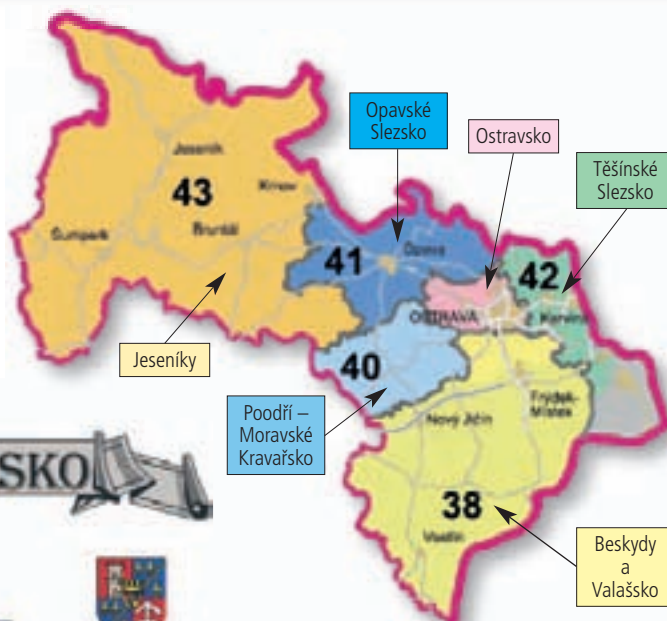 Opavské
Slezsko
Ostravsko
Těšínské
Slezsko
Jeseník
43
Krnov
Šumperk
Bruntál
41
Opava
42
OSTRAVA
Karviná
Jeseníky
40
Poodří –
Moravské
Kravařsko
Nový Jičín
Frýdek-
Místek
SKO
38
Vsetín
Beskydy
a
Valašsko